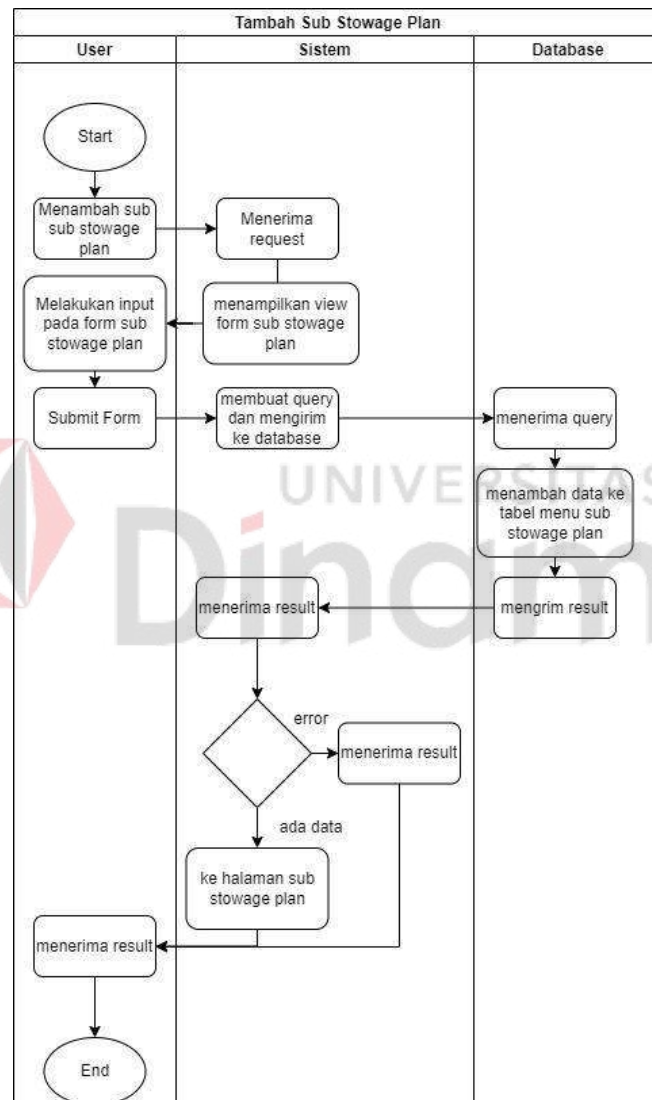 Tambah Sub Stowage Plan
User
Sistem
Database
Start
Menambah sub
sub stowage
plan
Menerima
request
Melakukan input
pada form sub
stowage plan
menampilkan view
form sub stowage
plan
Submit Form
membuat query
dan mengirim
ke database
menerima query
UNIVERSITAS
Dinam
menambah data ke
tabel menu sub
stowage plan
menerima result
mengrim result
error
menerima result
ada data
ke halaman sub
stowage plan
menerima result
End